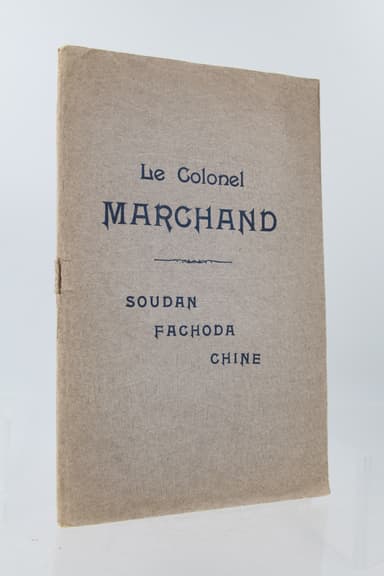 Le Colonel
MARCHAND
SOUDAN
FACHODA
CHINE